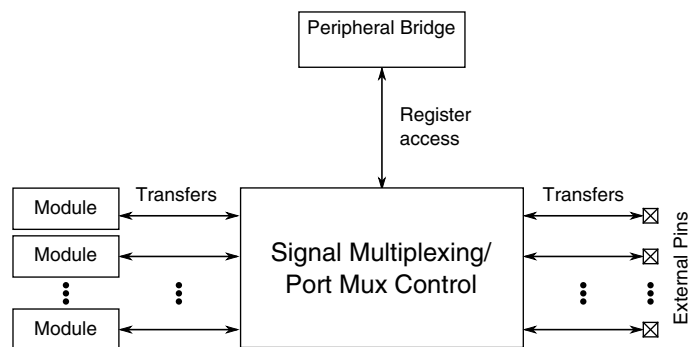 Peripheral Bridge
Register
access
Transfers
Transfers
Module
Module
Module
Signal Multiplexing/
Port Mux Control
External Pins